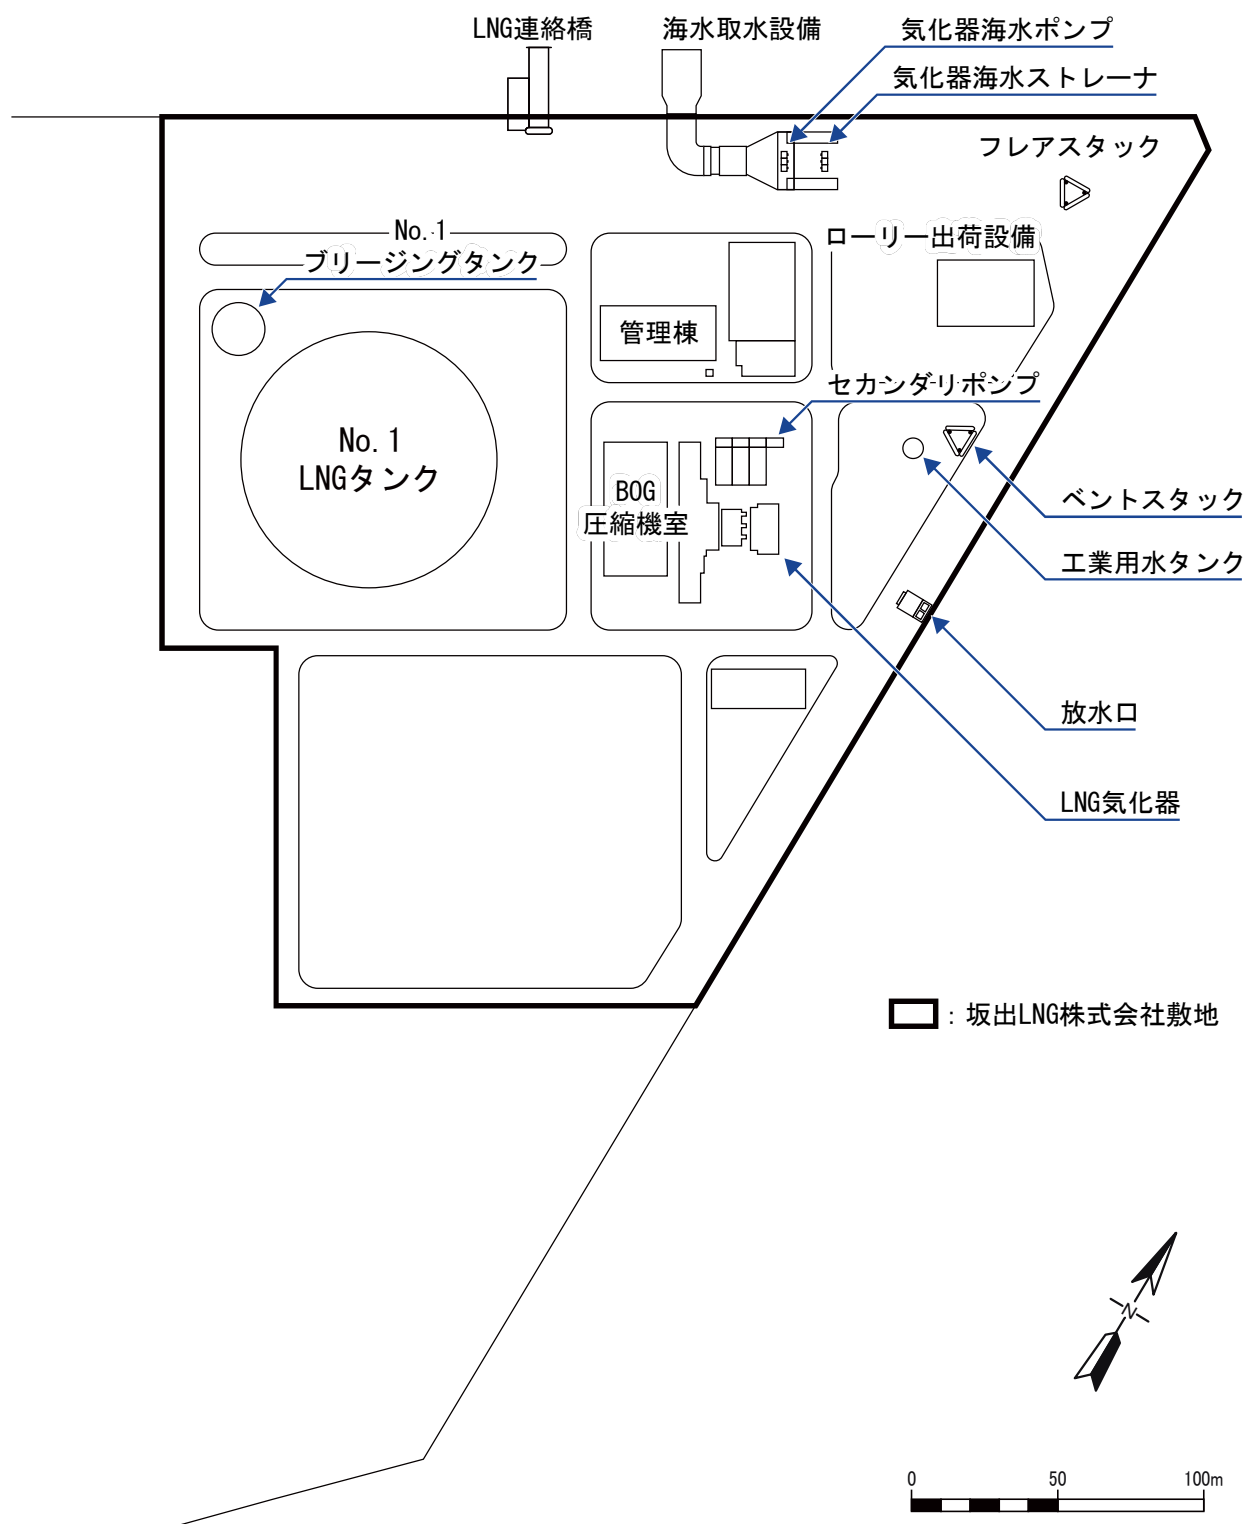 LNG連絡橋
海水取水設備
気化器海水ポンプ
気化器海水ストレーナ
フレアスタック
No.1
ブリージングタンク
ローリー出荷設備
管理棟
セカンダリポンプ
No.1
LNGタンク
BOG
圧縮機室
ベントスタック
工業用水タンク
放水口
LNG気化器
：坂出LNG株式会社敷地
N
0 50 100m